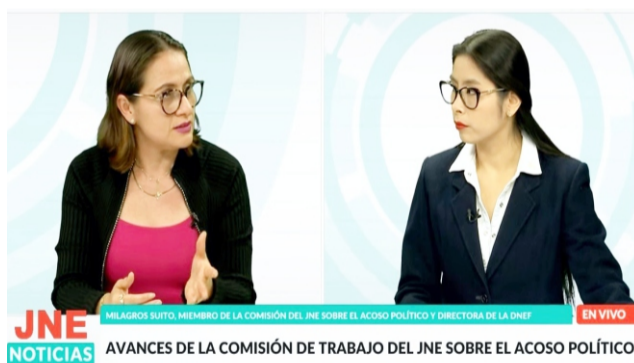 MILAGROS SUITO, MIEMBRO DE LA COMISIÓN DEL JNE SOBRE EL ACOSO POLÍTICO Y DIRECTORA DE LA DNEF
EN VIVO
JNE
NOTICIAS
AVANCES DE LA COMISIÓN DE TRABAJO DEL JNE SOBRE EL ACOSO POLÍTICO